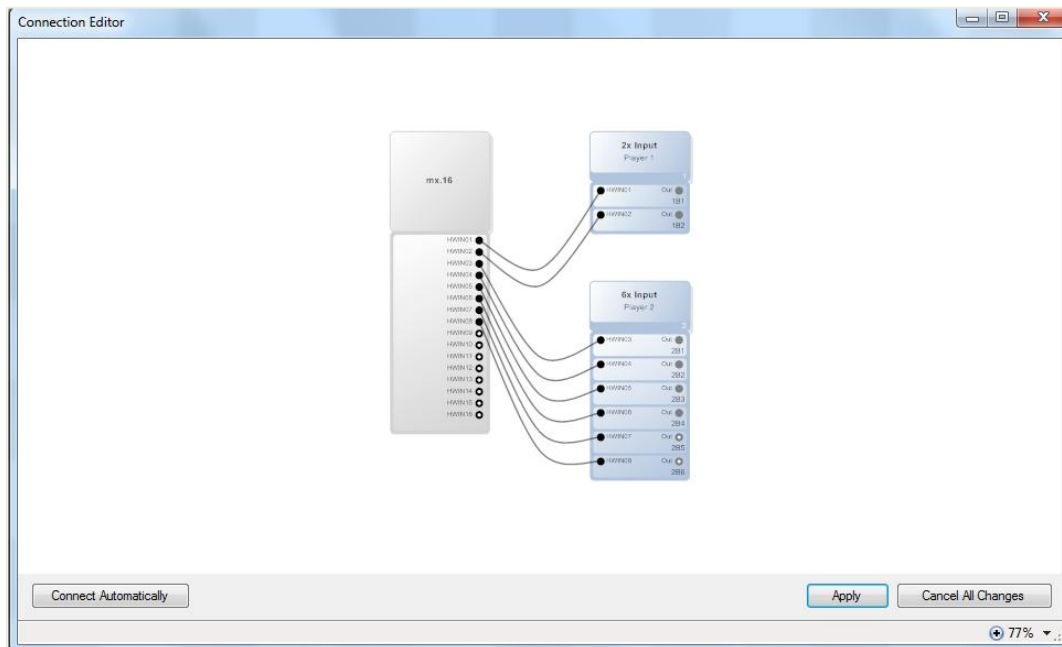 Connection Editor
mx.16
HWIN01
HWIN02
HWIN03
HWIN04
HWIN05
HWIN06
HWIN07
HWIN08
HWIN09
HWIN10
HWIN11
HWIN12
HWIN13
HWIN14
HWIN15
HWIN16
2x Input
Player 1
1
HWIN01 Out
1B1
HWIN02 Out
1B2
6x Input
Player 2
2
HWIN03 Out
2B1
HWIN04 Out
2B2
HWIN05 Out
2B3
HWIN06 Out
2B4
HWIN07 Out
2B5
HWIN08 Out
2B6
Connect Automatically Apply Cancel All Changes
77%